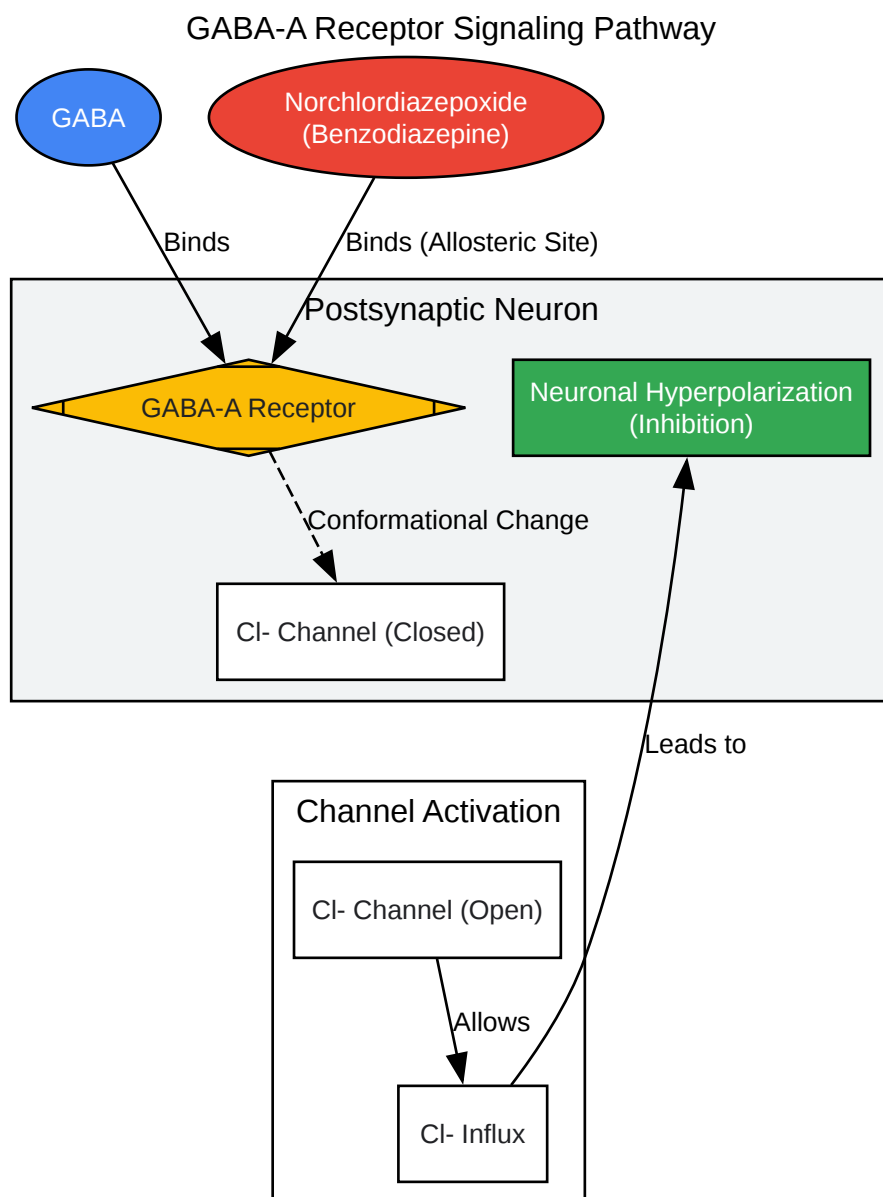 GABA-A Receptor Signaling Pathway
GABA
Norchlordiazepoxide
(Benzodiazepine)
Binds
Binds (Allosteric Site)
Postsynaptic Neuron
GABA-A Receptor
Neuronal Hyperpolarization
(Inhibition)
Conformational Change
Cl- Channel (Closed)
Leads to
Channel Activation
Cl- Channel (Open)
Allows
Cl- Influx